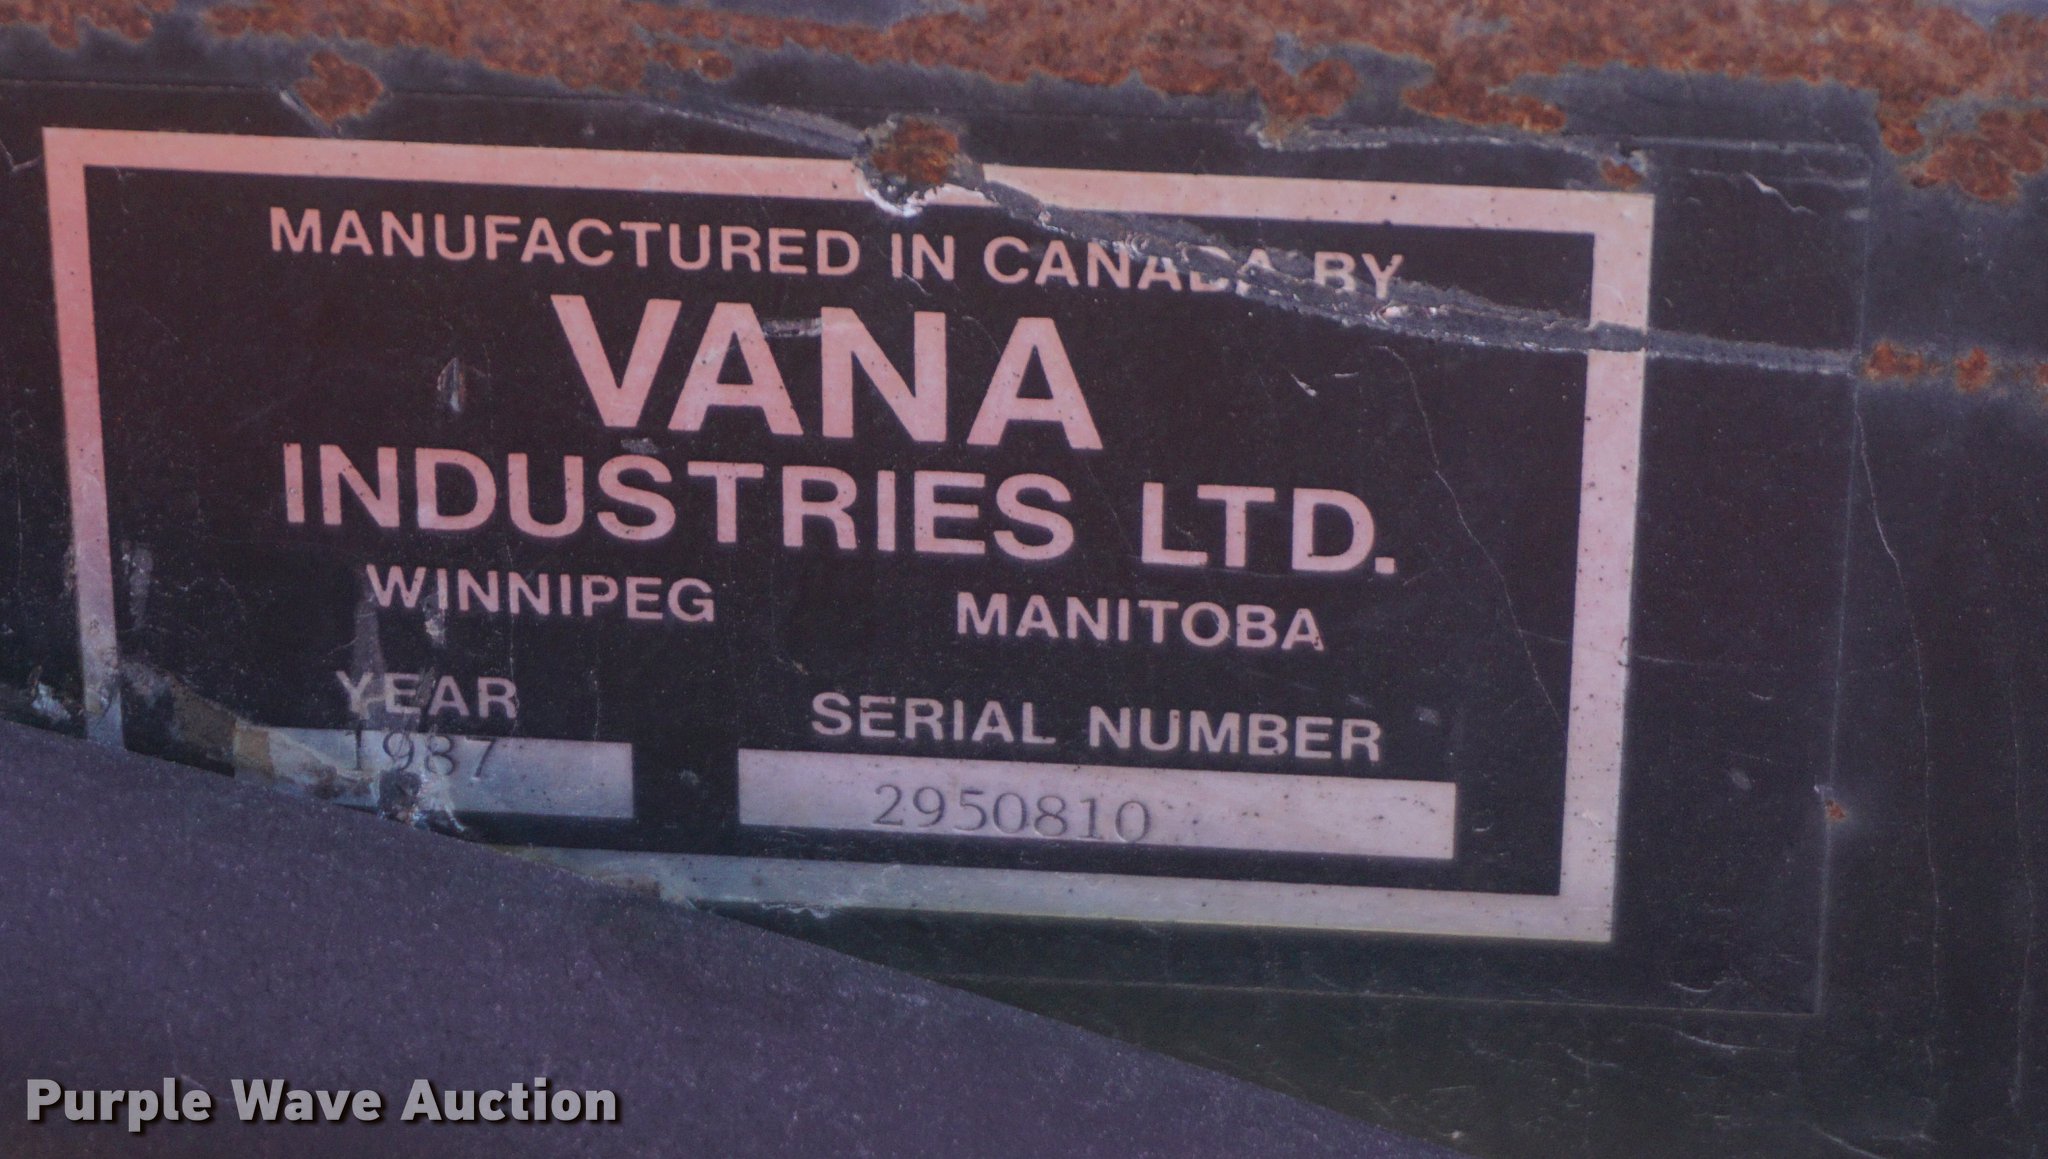 MANUFACTURED IN CANADA BY
VANA
INDUSTRIES LTD.
WINNIPEG MANITOBA
YEAR SERIAL NUMBER
1987 2950810
Purple Wave Auction